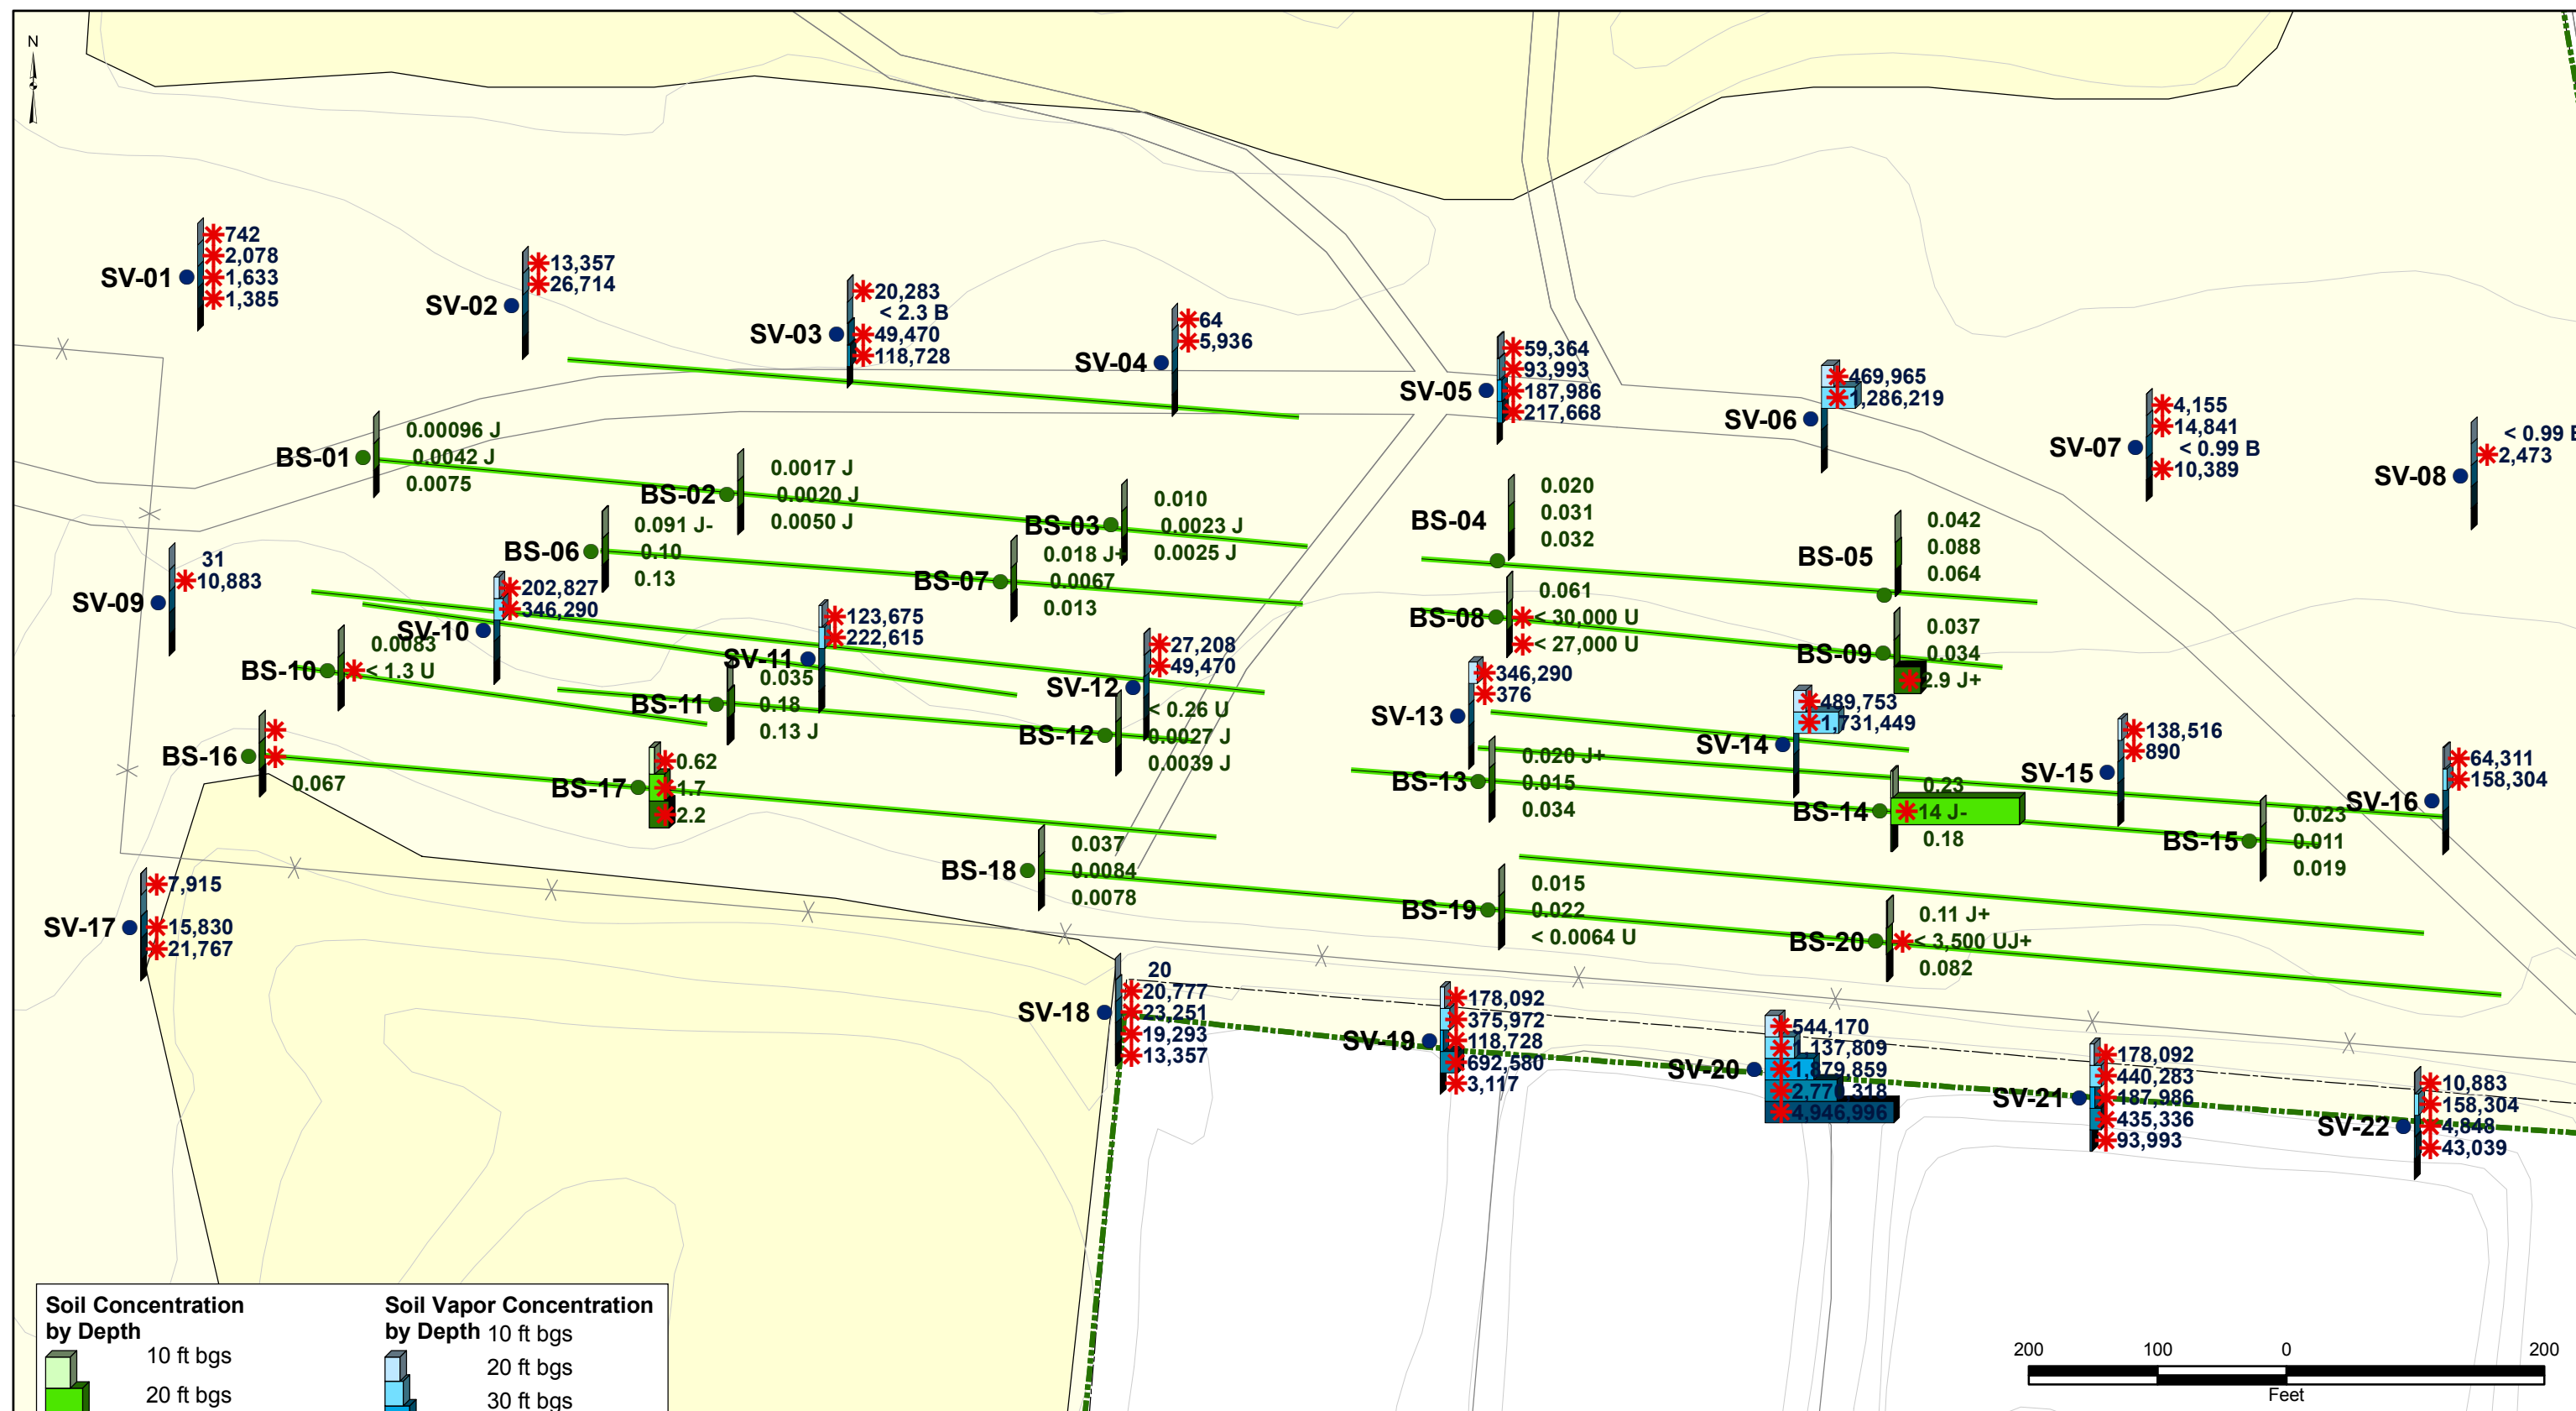 N
742
2,078
SV-01
1,633
1,385
13,357
26,714
SV-02
20,283
< 2.3 B
SV-03
49,470
118,728
64
5,936
SV-04
59,364
93,993
SV-05
187,986
217,668
469,965
1,286,219
SV-06
4,155
14,841
SV-07
< 0.99 B
10,389
< 0.99
2,473
SV-08
0.00096 J
BS-01
0.0042 J
0.0075
0.0017 J
BS-02
0.0020 J
0.0050 J
0.010
BS-03
0.0023 J
0.0025 J
0.020
BS-04
0.031
0.032
0.042
BS-05
0.088
0.064
0.091 J-
BS-06
0.10
0.13
0.018 J+
BS-07
0.0067
0.013
0.061
BS-08
< 30,000 U
< 27,000 U
0.037
BS-09
0.034
2.9 J+
31
10,883
SV-09
202,827
346,290
SV-10
123,675
222,615
SV-11
27,208
49,470
SV-12
346,290
376
SV-13
489,753
1,731,449
SV-14
138,516
890
SV-15
64,311
158,304
SV-16
0.0083
BS-10
< 1.3 U
0.035
BS-11
0.18
0.13 J
< 0.26 U
BS-12
0.0027 J
0.0039 J
0.020 J+
BS-13
0.015
0.034
0.23
BS-14
14 J-
0.18
0.023
BS-15
0.011
0.019
BS-16
0.067
0.62
BS-17
1.7
2.2
0.037
BS-18
0.0084
0.0078
0.015
BS-19
0.022
< 0.0064 U
0.11 J+
BS-20
< 3,500 UJ+
0.082
7,915
SV-17
15,830
21,767
20
20,777
SV-18
23,251
19,293
13,357
178,092
375,972
SV-19
118,728
692,580
3,117
544,170
SV-20
1,879,859
4,946,996
178,092
440,283
SV-21
187,986
435,336
93,993
10,883
158,304
SV-22
4,848
43,039
Soil Concentration
by Depth
10 ft bgs
20 ft bgs
Soil Vapor Concentration
by Depth
10 ft bgs
20 ft bgs
30 ft bgs
200 100 0 200
Feet